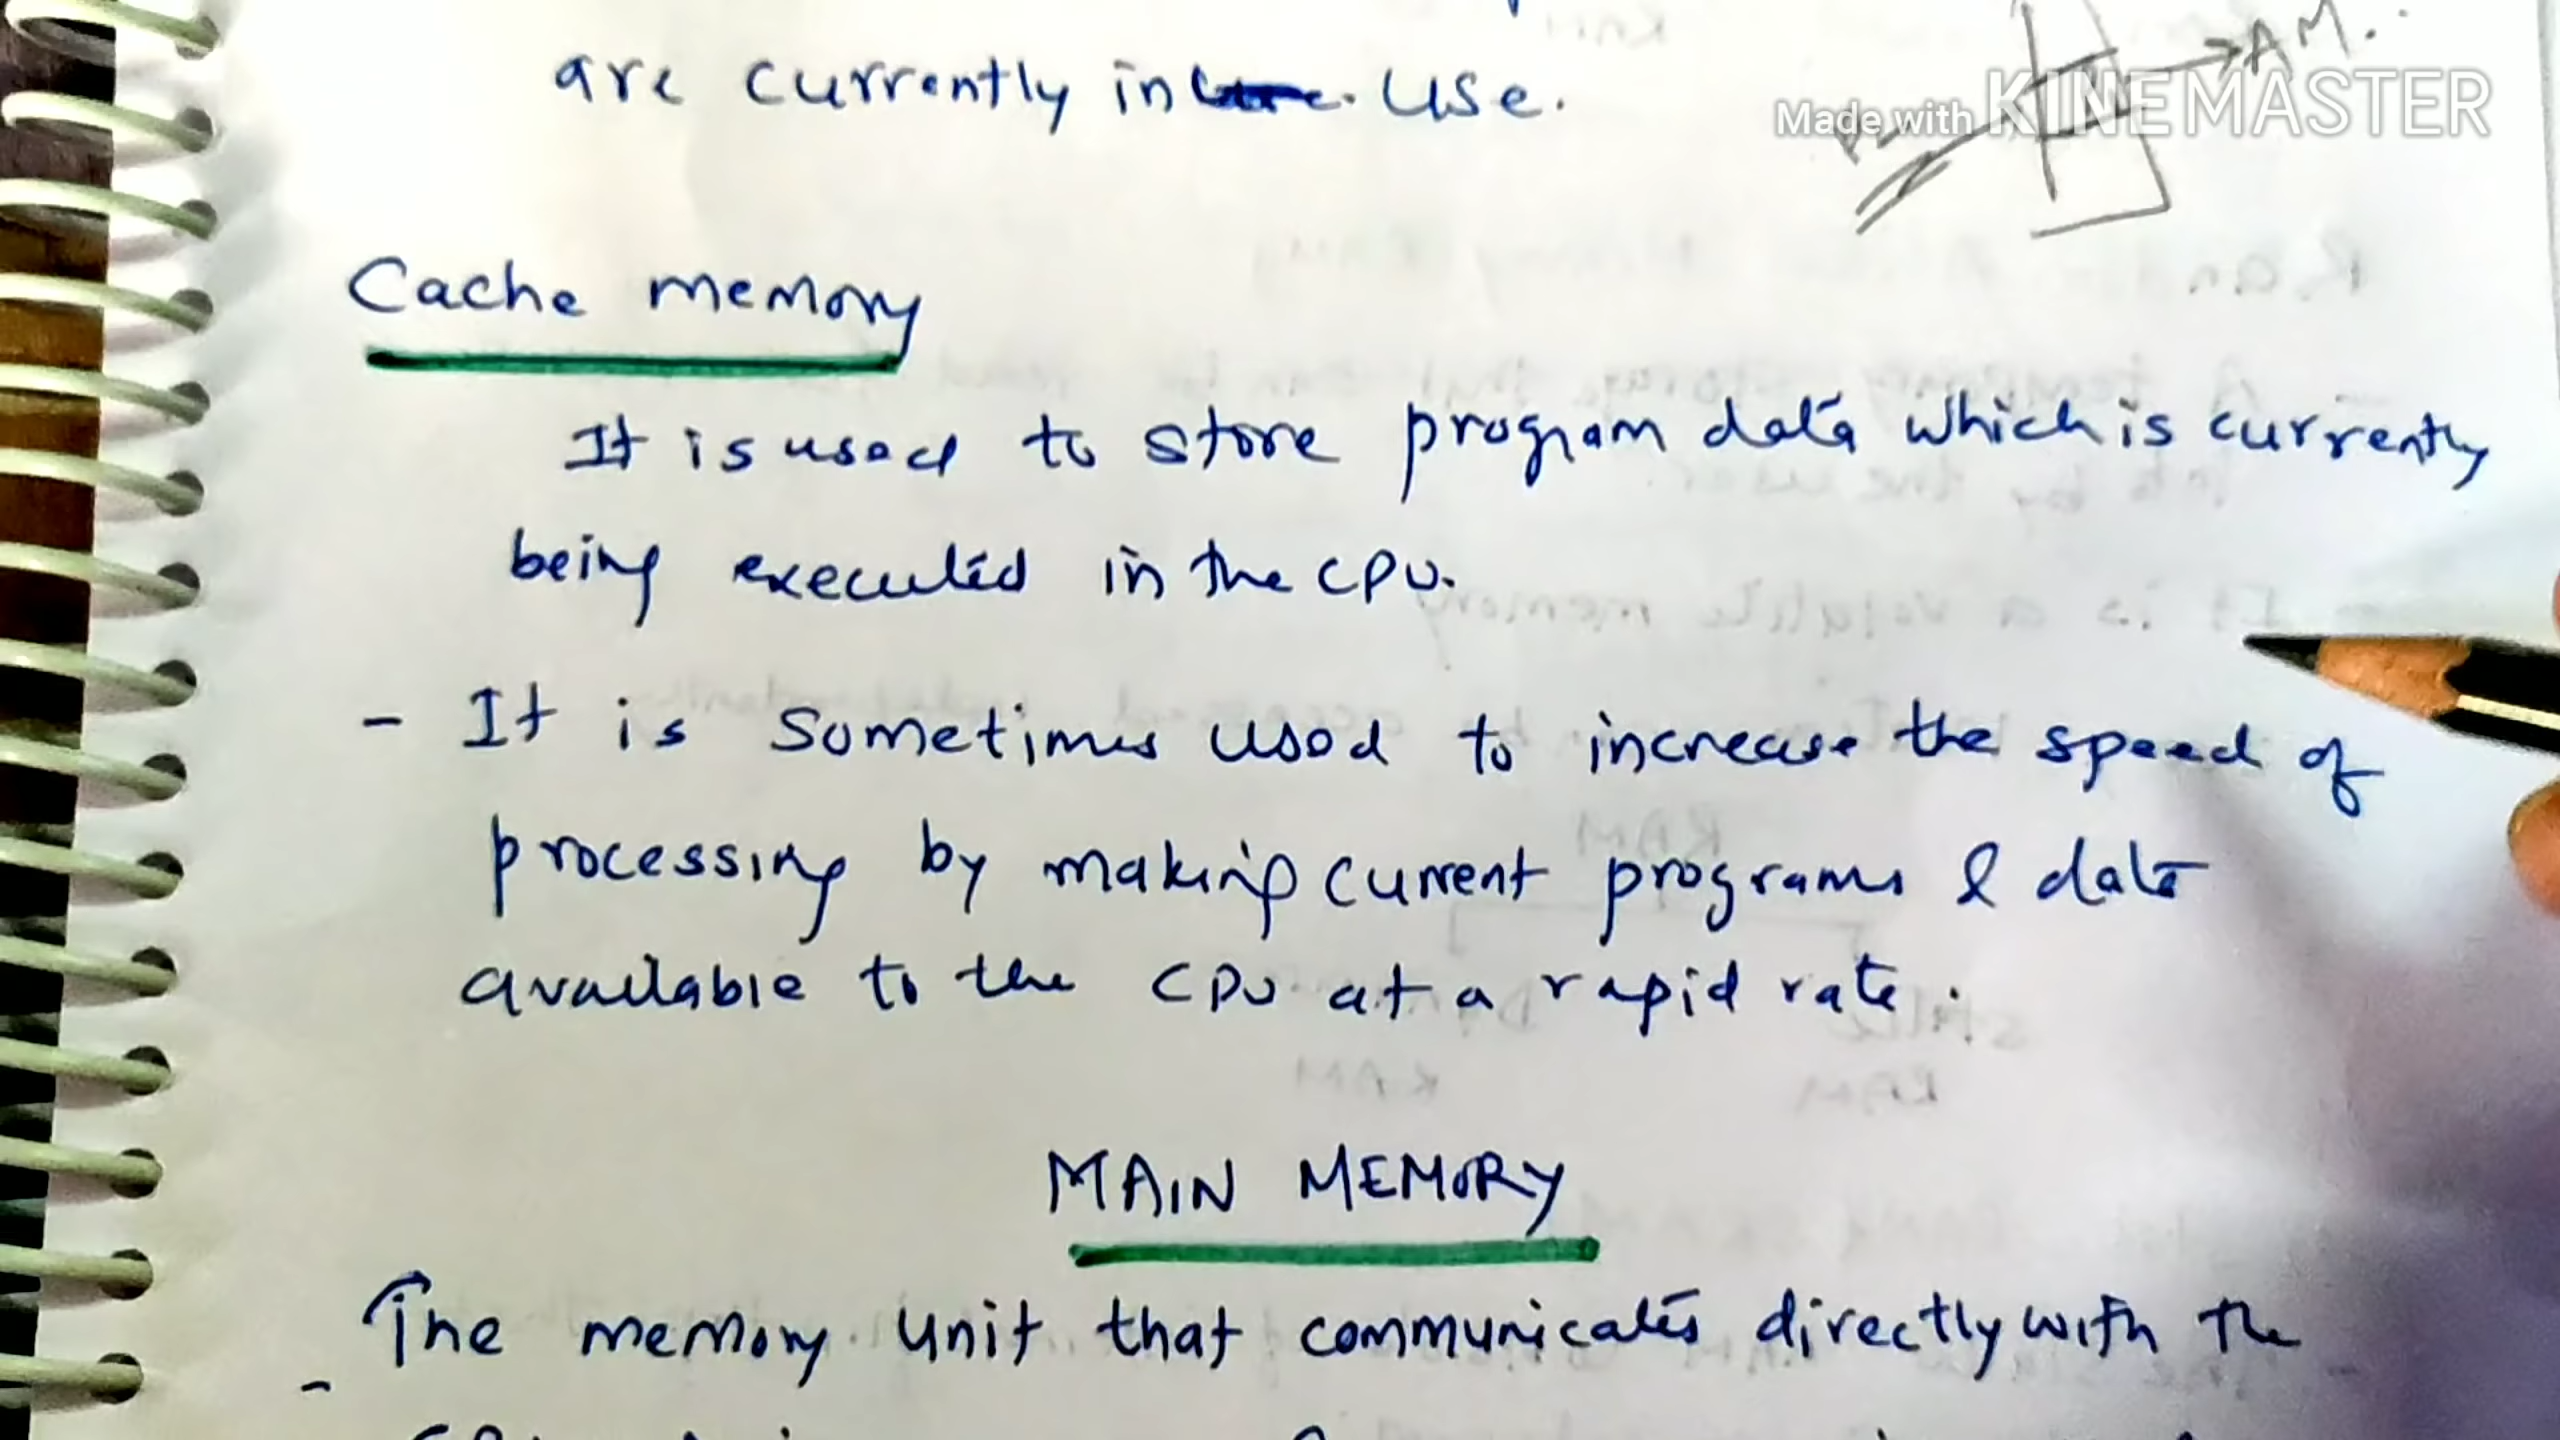 are currently in use.
AM.
Made with KINEMASTER
Cache memory
It is used to store program data which is currently
being executed in the CPU.
- It is sometimes used to increase the speed of
processing by making current programs & data
available to the CPU at a rapid rate.
MAIN MEMORY
- The memory unit that communicates directly with the